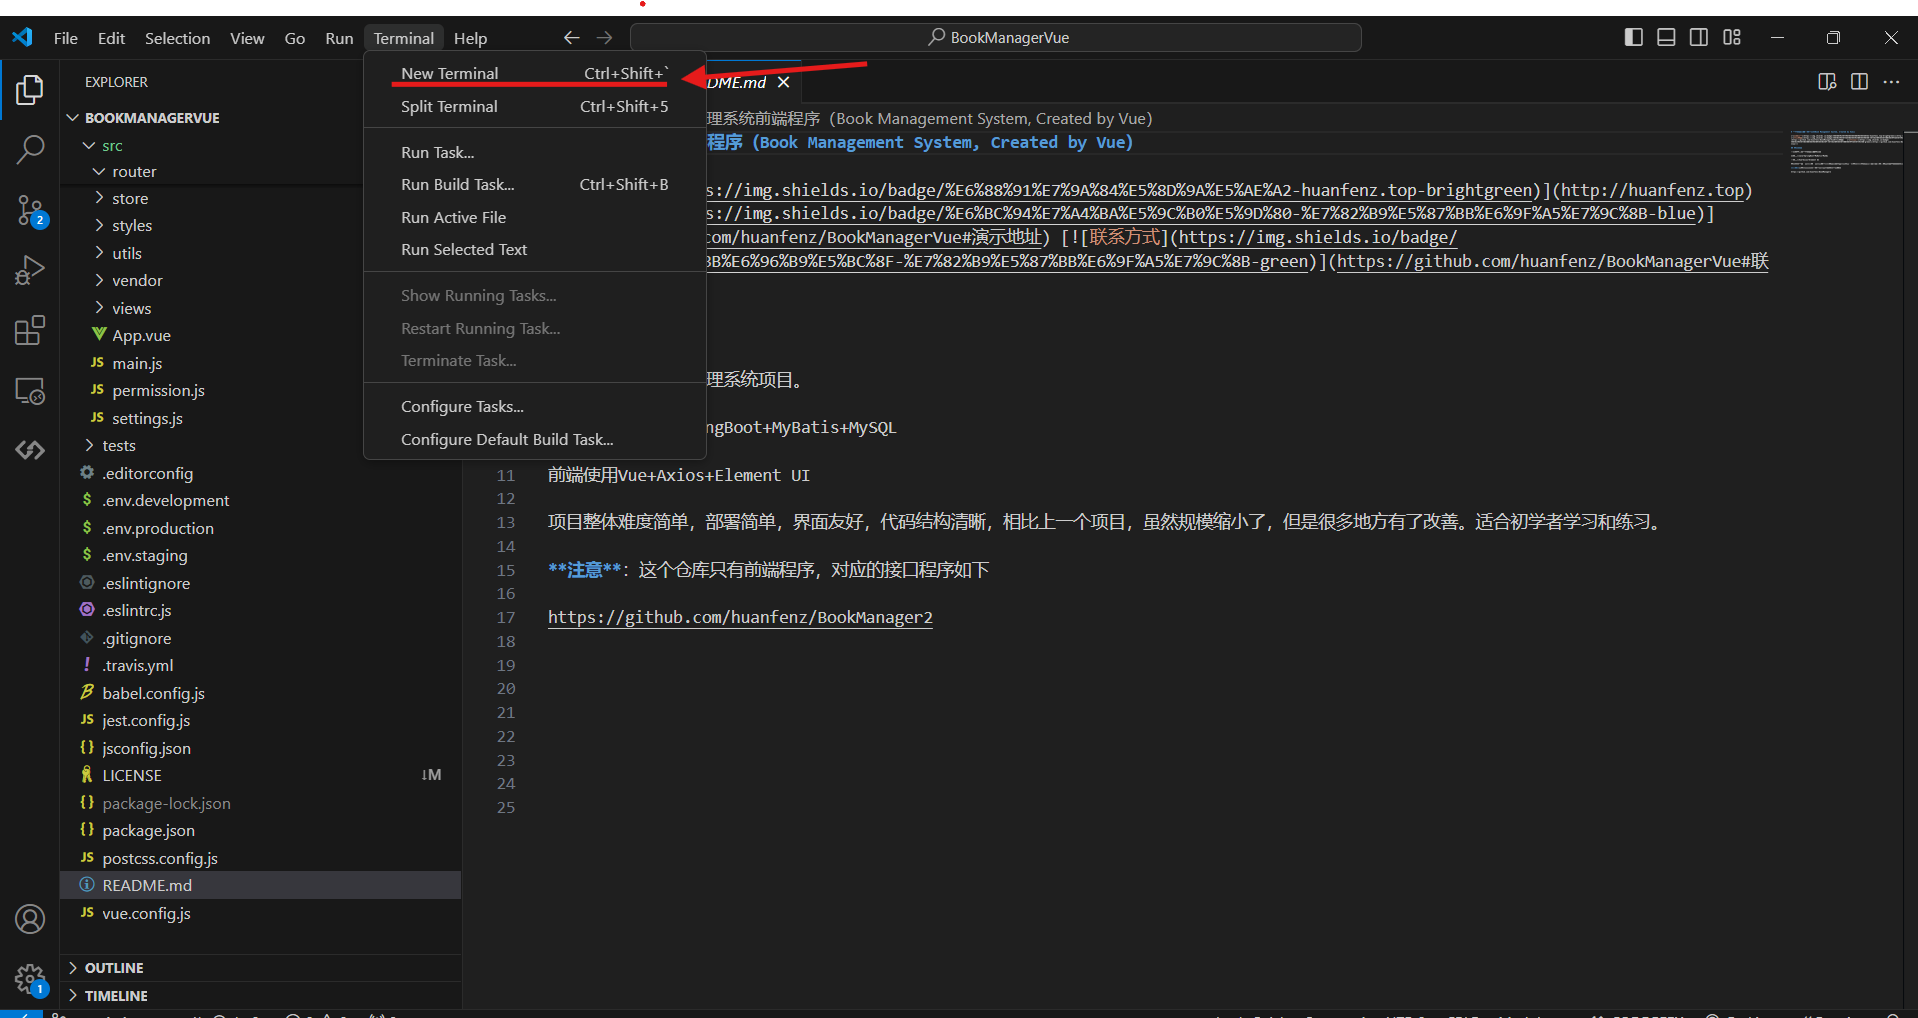 File Edit Selection View Go Run Terminal Help
BookManagerVue
EXPLORER
BOOKMANAGERVUE
src
router
store
styles
utils
vendor
views
App.vue
JS main.js
JS permission.js
JS settings.js
tests
.editorconfig
$ .env.development
$ .env.production
$ .env.staging
.eslintignore
.eslintrc.js
.gitignore
! .travis.yml
babel.config.js
JS jest.config.js
{} jsconfig.json
LICENSE ↓M
{} package-lock.json
{} package.json
JS postcss.config.js
README.md
JS vue.config.js
OUTLINE
TIMELINE
2
1
New Terminal Ctrl+Shift+`
Split Terminal Ctrl+Shift+5
Run Task...
Run Build Task... Ctrl+Shift+B
Run Active File
Run Selected Text
Show Running Tasks...
Restart Running Task...
Terminate Task...
Configure Tasks...
Configure Default Build Task...
DME.md
理系统前端程序（Book Management System, Created by Vue）
程序（Book Management System, Created by Vue）
s://img.shields.io/badge/%E6%88%91%E7%9A%84%E5%8D%9A%E5%AE%A2-huanfenz.top-brightgreen)](http://huanfenz.top)
s://img.shields.io/badge/%E6%BC%94%E7%A4%BA%E5%9C%B0%E5%9D%80-%E7%82%B9%E5%87%BB%E6%9F%A5%E7%9C%8B-blue)]
com/huanfenz/BookManagerVue#演示地址) [![联系方式](https://img.shields.io/badge/
BB%E6%96%B9%E5%BC%8F-%E7%82%B9%E5%87%BB%E6%9F%A5%E7%9C%8B-green)](https://github.com/huanfenz/BookManagerVue#联
理系统项目。
ngBoot+MyBatis+MySQL
11 前端使用Vue+Axios+Element UI
12
13 项目整体难度简单，部署简单，界面友好，代码结构清晰，相比上一个项目，虽然规模缩小了，但是很多地方有了改善。适合初学者学习和练习。
14
15 **注意**：这个仓库只有前端程序，对应的接口程序如下
16
17 https://github.com/huanfenz/BookManager2
18
19
20
21
22
23
24
25